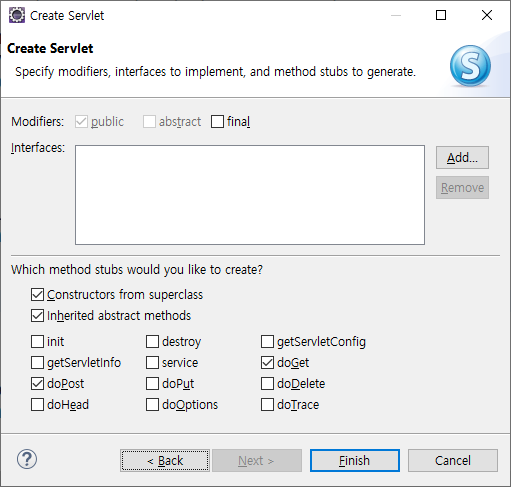 Create Servlet
Create Servlet
Specify modifiers, interfaces to implement, and method stubs to generate.
S
Modifiers: public abstract final
Interfaces:
Add...
Remove
Which method stubs would you like to create?
Constructors from superclass
Inherited abstract methods
init destroy getServletConfig
getServletInfo service doGet
doPost doPut doDelete
doHead doOptions doTrace
? < Back Next > Finish Cancel